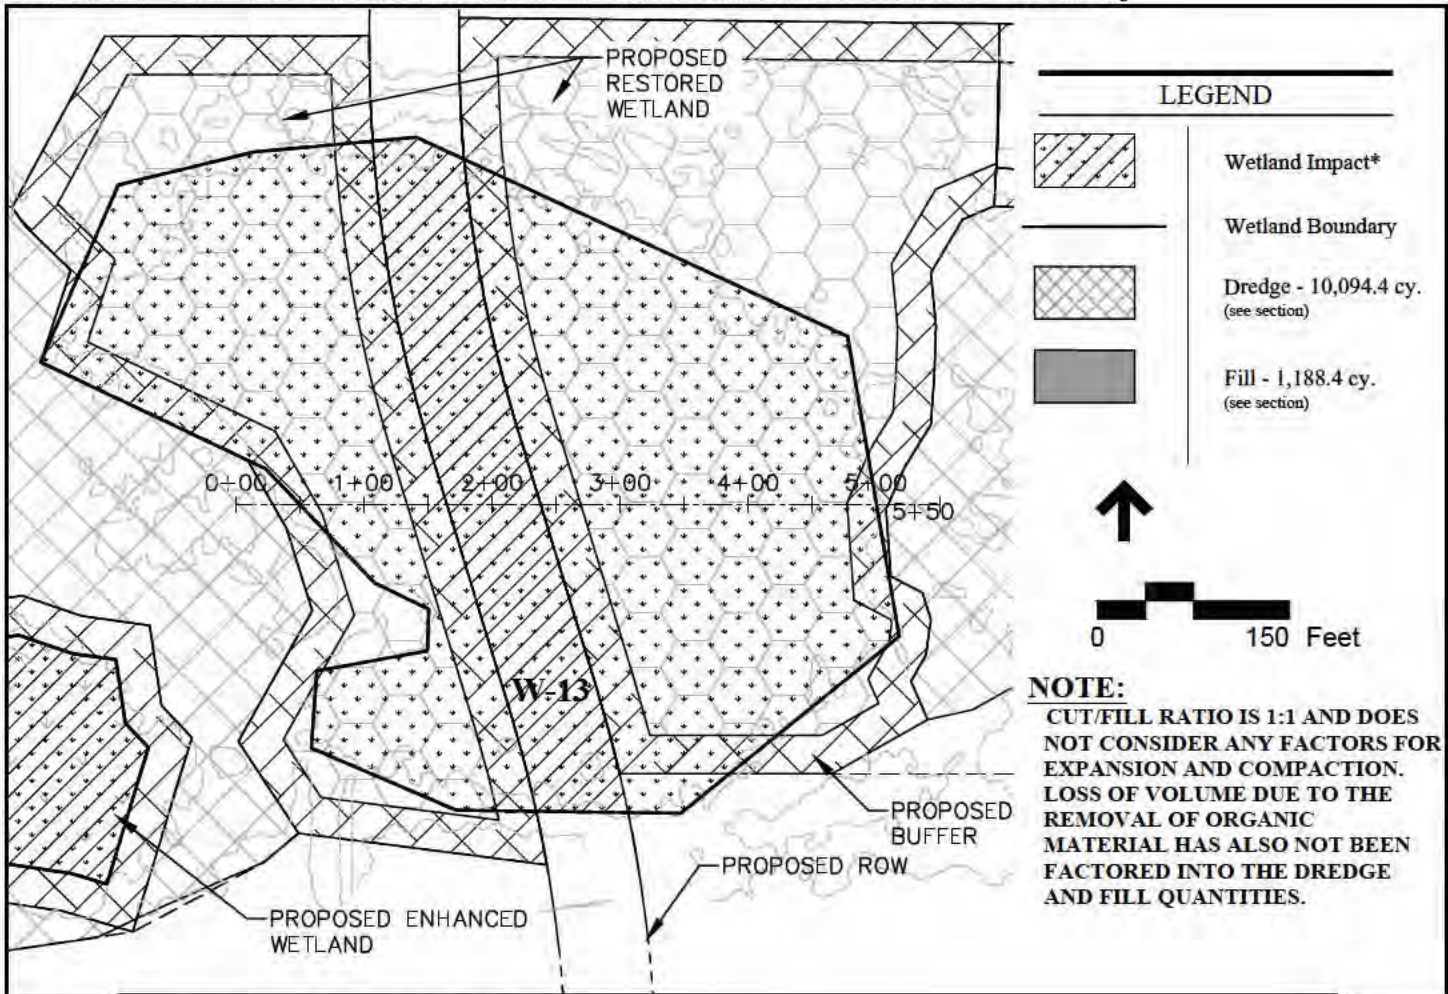 PROPOSED
RESTORED
WETLAND
0+00
1+00
2+00
3+00
4+00
5+00
5+50
W-13
PROPOSED
BUFFER
PROPOSED ROW
PROPOSED ENHANCED
WETLAND
LEGEND
Wetland Impact*
Wetland Boundary
Dredge - 10,094.4 cy.
(see section)
Fill - 1,188.4 cy.
(see section)
0 150 Feet
NOTE:
CUT/FILL RATIO IS 1:1 AND DOES
NOT CONSIDER ANY FACTORS FOR
EXPANSION AND COMPACTION.
LOSS OF VOLUME DUE TO THE
REMOVAL OF ORGANIC
MATERIAL HAS ALSO NOT BEEN
FACTORED INTO THE DREDGE
AND FILL QUANTITIES.